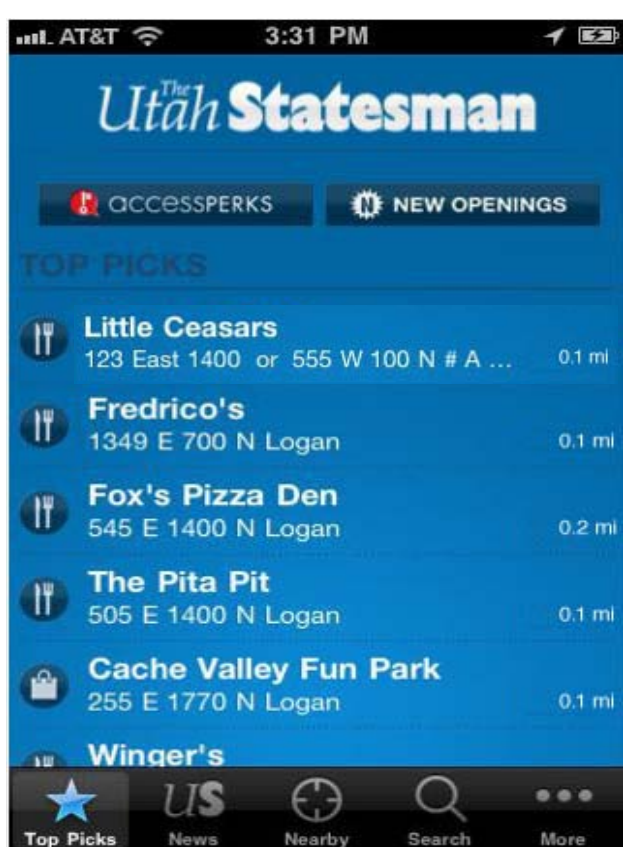 AT&T 3:31 PM
The Utah Statesman
accessPERKS N NEW OPENINGS
TOP PICKS
Little Ceasars
123 East 1400 or 555 W 100 N # A ... 0.1 mi
Fredrico's
1349 E 700 N Logan 0.1 mi
Fox's Pizza Den
545 E 1400 N Logan 0.2 mi
The Pita Pit
505 E 1400 N Logan 0.1 mi
Cache Valley Fun Park
255 E 1770 N Logan 0.1 mi
Winger's
US
Top Picks News Nearby Search More